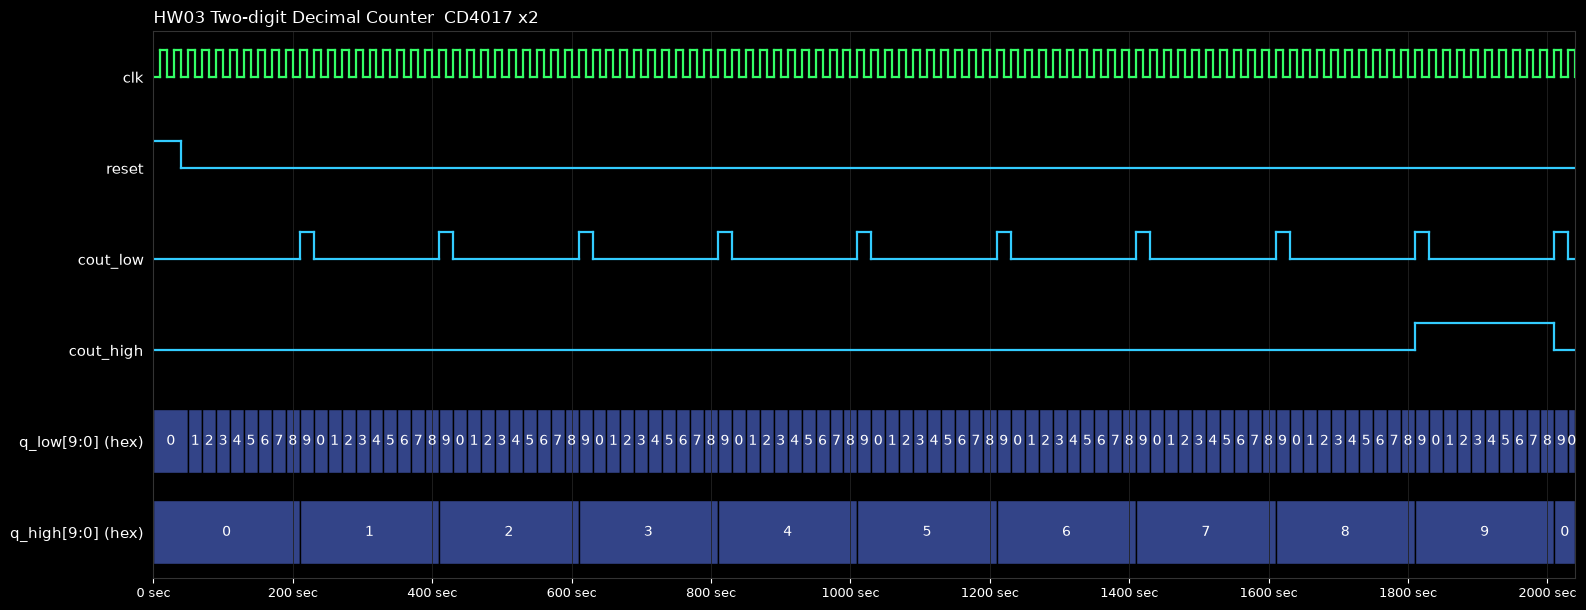 HW03 Two-digit Decimal Counter  CD4017 x2
clk
reset
cout_low
cout_high
q_low[9:0] (hex) 0 1 2 3 4 5 6 7 8 9 0 1 2 3 4 5 6 7 8 9 0 1 2 3 4 5 6 7 8 9 0 1 2 3 4 5 6 7 8 9 0 1 2 3 4 5 6 7 8 9 0 1 2 3 4 5 6 7 8 9 0 1 2 3 4 5 6 7 8 9 0 1 2 3 4 5 6 7 8 9 0 1 2 3 4 5 6 7 8 9 0 1 2 3 4 5 6 7 8 9 0
q_high[9:0] (hex) 0 1 2 3 4 5 6 7 8 9 0
0 sec 200 sec 400 sec 600 sec 800 sec 1000 sec 1200 sec 1400 sec 1600 sec 1800 sec 2000 sec